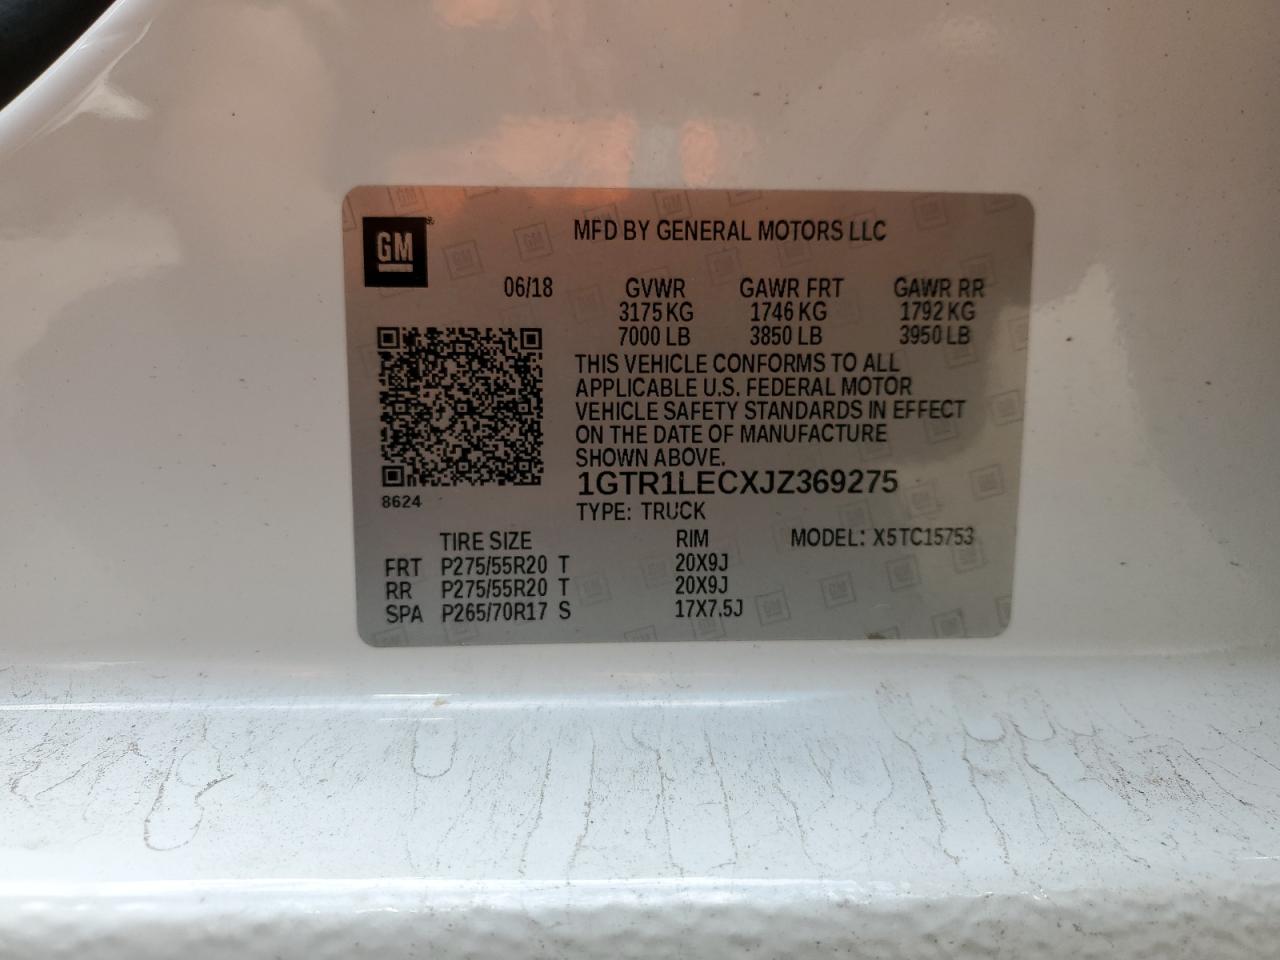 GM
MFD BY GENERAL MOTORS LLC
06/18 GVWR GAWR FRT GAWR RR
3175 KG 1746 KG 1792 KG
7000 LB 3850 LB 3950 LB
THIS VEHICLE CONFORMS TO ALL
APPLICABLE U.S. FEDERAL MOTOR
VEHICLE SAFETY STANDARDS IN EFFECT
ON THE DATE OF MANUFACTURE
SHOWN ABOVE.
1GTR1LECXJZ369275
8624
TYPE: TRUCK
TIRE SIZE RIM MODEL: X5TC15753
FRT P275/55R20 T 20X9J
RR P275/55R20 T 20X9J
SPA P265/70R17 S 17X7.5J